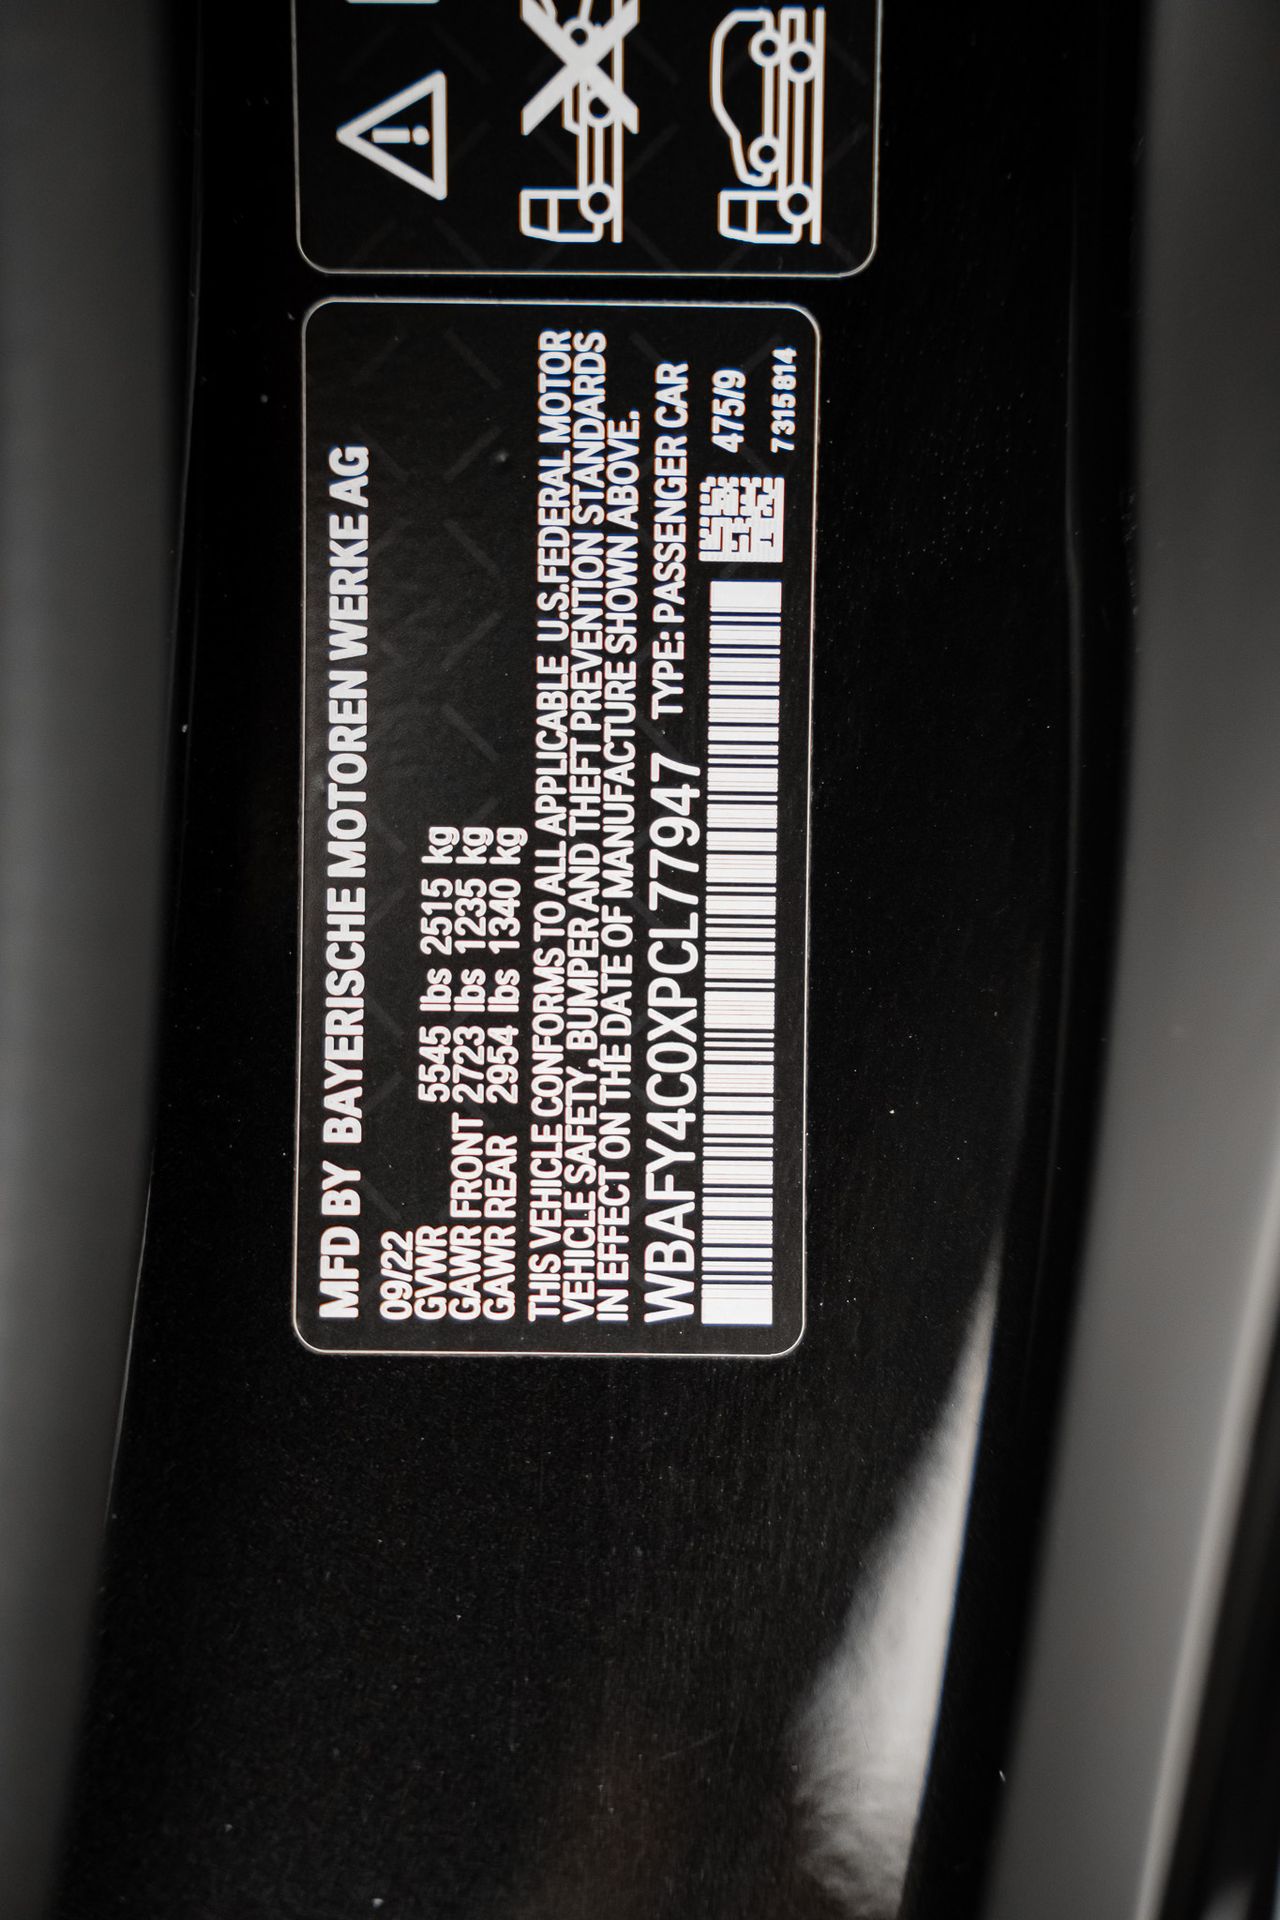 MFD BY BAYERISCHE MOTOREN WERKE AG
09/22
GVWR 5545 lbs 2515 kg
GAWR FRONT 2723 lbs 1235 kg
GAWR REAR 2954 lbs 1340 kg
THIS VEHICLE CONFORMS TO ALL APPLICABLE U.S.FEDERAL MOTOR
VEHICLE SAFETY, BUMPER AND THEFT PREVENTION STANDARDS
IN EFFECT ON THE DATE OF MANUFACTURE SHOWN ABOVE.
WBAFY4C0XPCL77947 TYPE: PASSENGER CAR
475/9
7315814